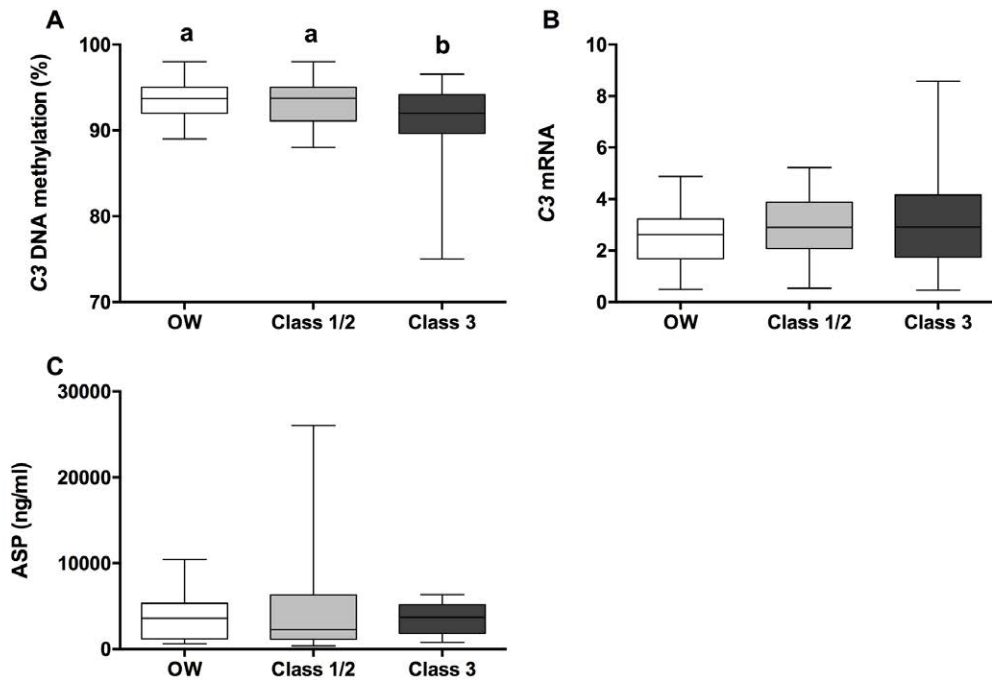 A
C3 DNA methylation (%)
100
90
80
70
a
a
b
OW
Class 1/2
Class 3
B
C3 mRNA
10
8
6
4
2
0
OW
Class 1/2
Class 3
C
ASP (ng/ml)
30000
20000
10000
0
OW
Class 1/2
Class 3